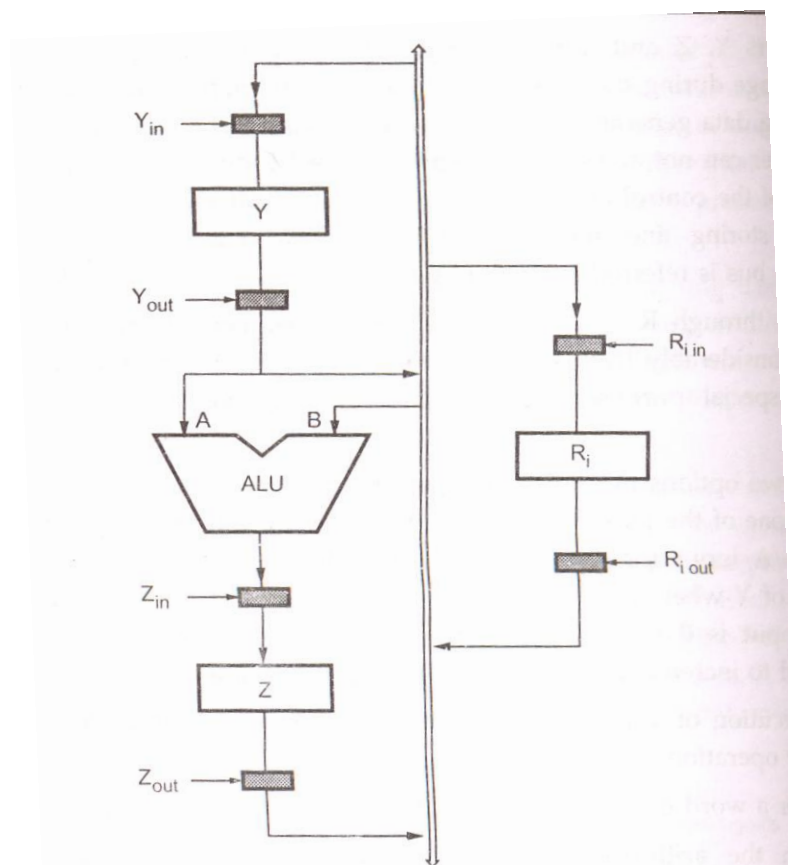 Y_in
Y
Y_out
R_i in
A B
R_i
ALU
R_i out
Z_in
Z
Z_out